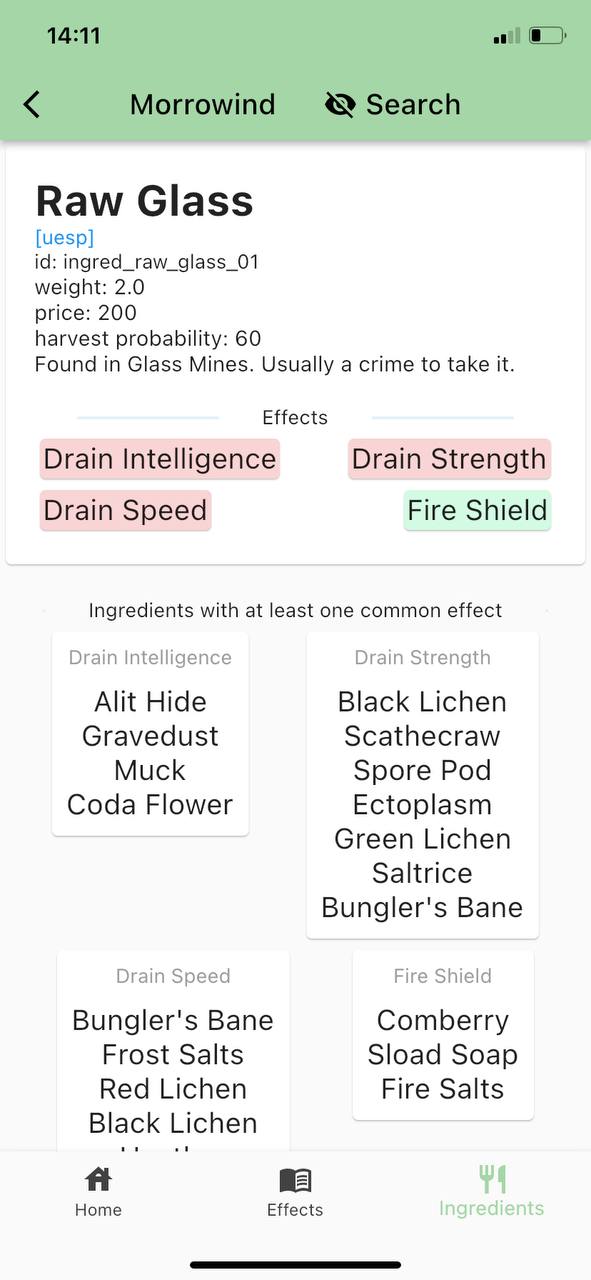 14:11
Morrowind Search
Raw Glass
[uesp]
id: ingred_raw_glass_01
weight: 2.0
price: 200
harvest probability: 60
Found in Glass Mines. Usually a crime to take it.
Effects
Drain Intelligence Drain Strength
Drain Speed Fire Shield
Ingredients with at least one common effect
Drain Intelligence
Alit Hide
Gravedust
Muck
Coda Flower
Drain Strength
Black Lichen
Scathecraw
Spore Pod
Ectoplasm
Green Lichen
Saltrice
Bungler's Bane
Drain Speed
Bungler's Bane
Frost Salts
Red Lichen
Black Lichen
Fire Shield
Comberry
Sload Soap
Fire Salts
Home Effects Ingredients